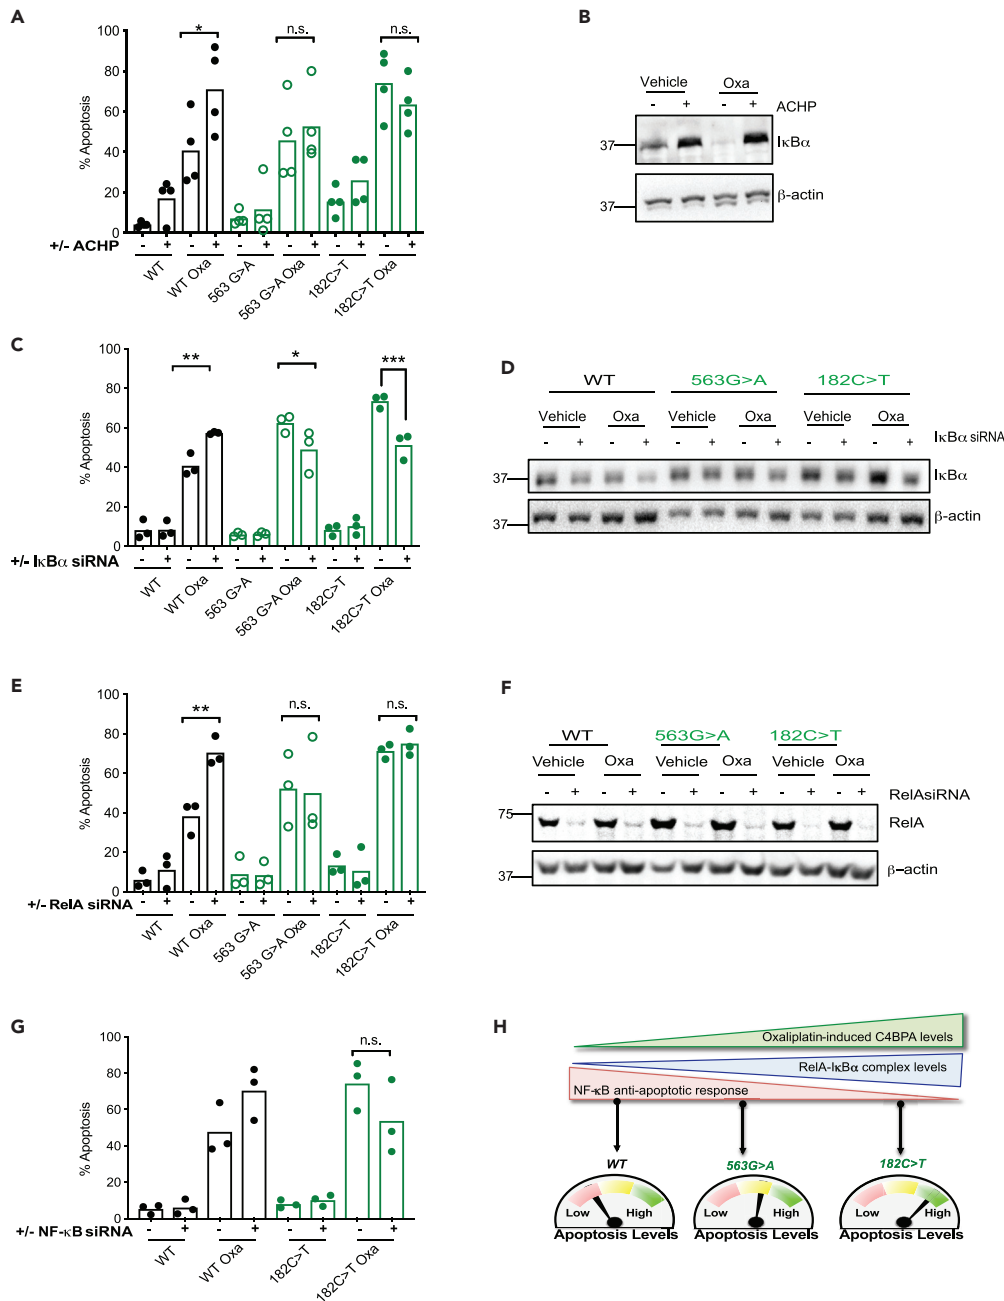 A
% Apoptosis
100
80
60
40
20
0
*
n.s.
n.s.
+/- ACHP
- + - + - + - + - + - +
WT
WT Oxa
563 G>A
563 G>A Oxa
182C>T
182C>T Oxa
B
Vehicle Oxa
- + - + ACHP
37 IκBα
37 β-actin
C
% Apoptosis
100
80
60
40
20
0
**
*
***
+/- IκBα siRNA
- + - + - + - + - + - +
WT
WT Oxa
563 G>A
563 G>A Oxa
182C>T
182C>T Oxa
D
WT 563G>A 182C>T
Vehicle Oxa Vehicle Oxa Vehicle Oxa
- + - + - + - + - + - + IκBα siRNA
37 IκBα
37 β-actin
E
% Apoptosis
100
80
60
40
20
0
**
n.s.
n.s.
+/- RelA siRNA
- + - + - + - + - + - +
WT
WT Oxa
563 G>A
563 G>A Oxa
182C>T
182C>T Oxa
F
WT 563G>A 182C>T
Vehicle Oxa Vehicle Oxa Vehicle Oxa
- + - + - + - + - + - + RelAsiRNA
75 RelA
37 β-actin
G
% Apoptosis
100
80
60
40
20
0
n.s.
+/- NF-κB siRNA
- + - + - + - +
WT
WT Oxa
182C>T
182C>T Oxa
H
Oxaliplatin-induced C4BPA levels
RelA-IκBα complex levels
NF-κB anti-apoptotic response
WT 563G>A 182C>T
Low High Low High Low High
Apoptosis Levels Apoptosis Levels Apoptosis Levels